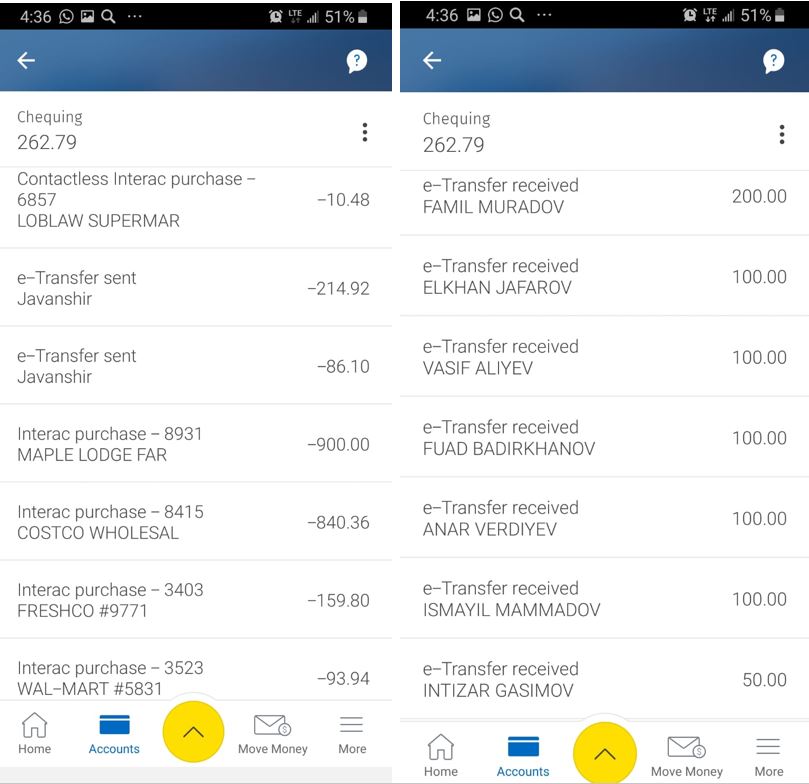 4:36 ... LTE 51%
Chequing
262.79
Contactless Interac purchase –
6857
LOBLAW SUPERMAR
–10.48
e–Transfer sent
Javanshir
–214.92
e–Transfer sent
Javanshir
–86.10
Interac purchase – 8931
MAPLE LODGE FAR
–900.00
Interac purchase – 8415
COSTCO WHOLESAL
–840.36
Interac purchase – 3403
FRESHCO #9771
–159.80
Interac purchase – 3523
WAL–MART #5831
–93.94
Home Accounts Move Money More
4:36 ... LTE 51%
Chequing
262.79
e–Transfer received
FAMIL MURADOV
200.00
e–Transfer received
ELKHAN JAFAROV
100.00
e–Transfer received
VASIF ALIYEV
100.00
e–Transfer received
FUAD BADIRKHANOV
100.00
e–Transfer received
ANAR VERDIYEV
100.00
e–Transfer received
ISMAYIL MAMMADOV
100.00
e–Transfer received
INTIZAR GASIMOV
50.00
Home Accounts Move Money More